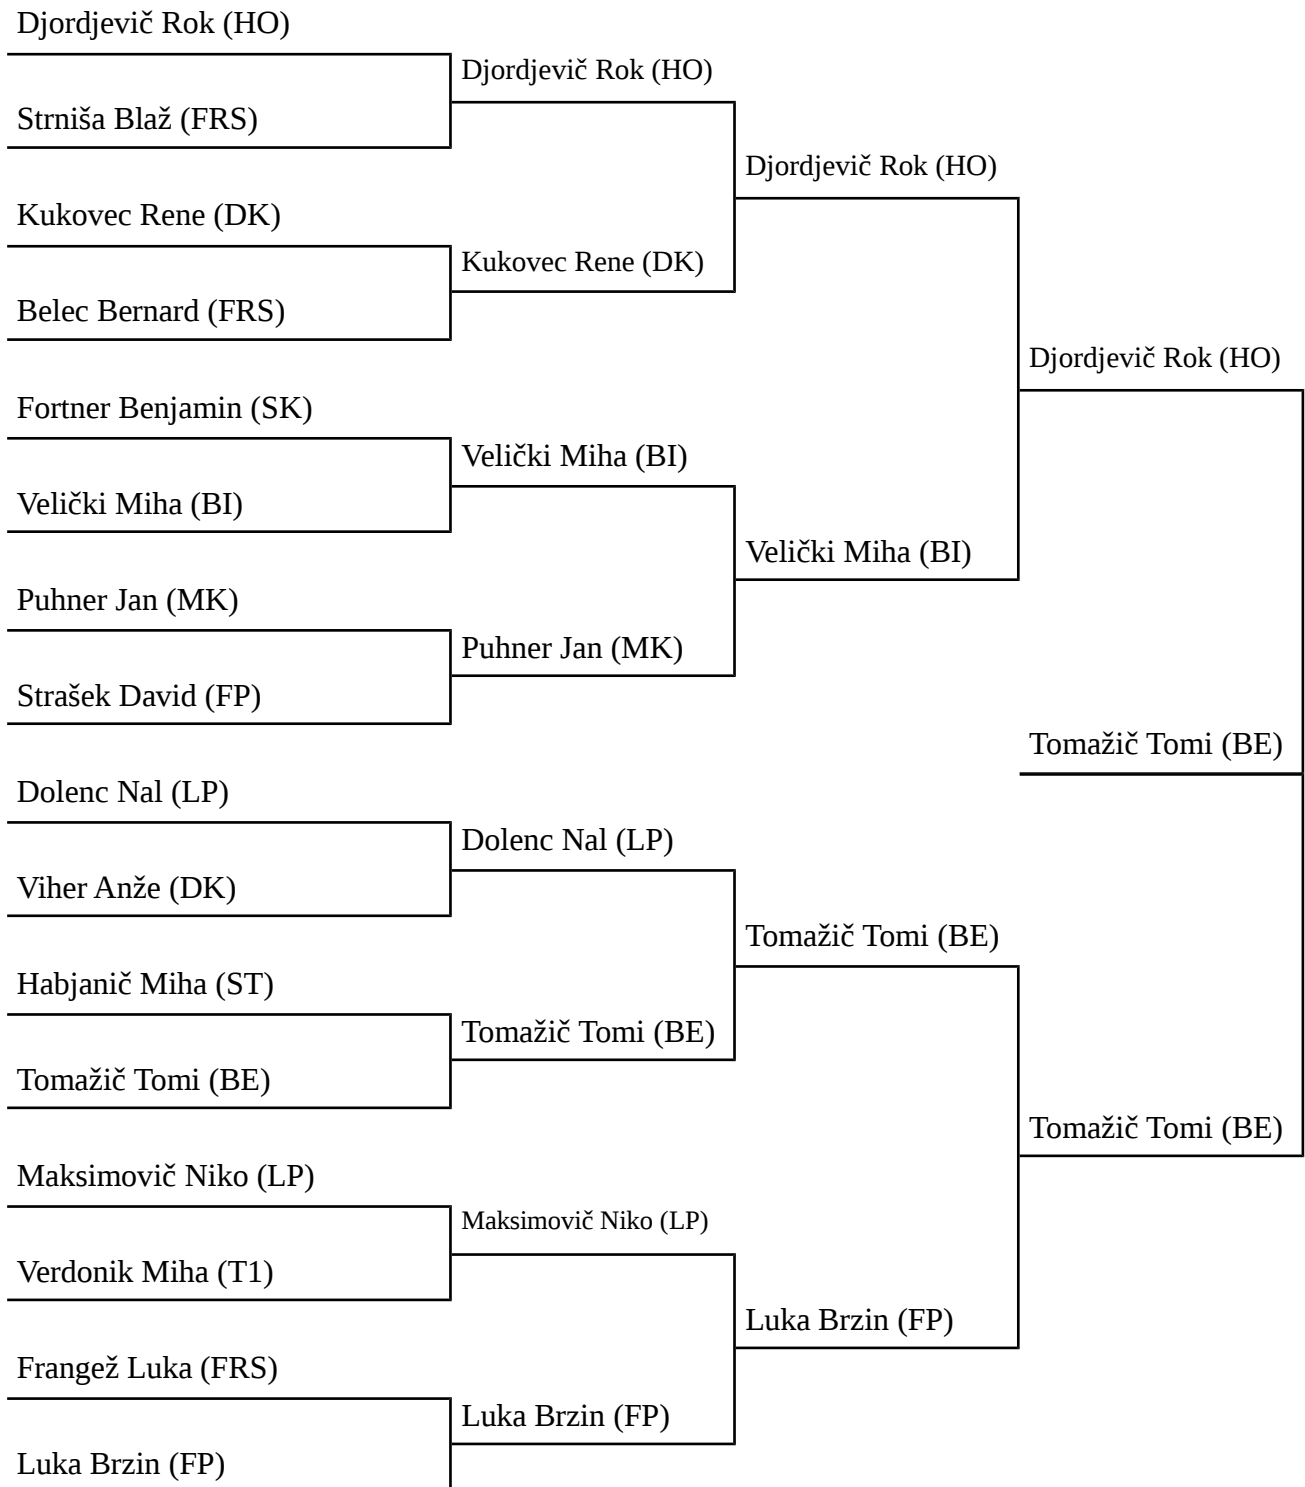 Djordjevič Rok (HO)
Djordjevič Rok (HO)
Strniša Blaž (FRS)
Djordjevič Rok (HO)
Kukovec Rene (DK)
Kukovec Rene (DK)
Belec Bernard (FRS)
Djordjevič Rok (HO)
Fortner Benjamin (SK)
Velički Miha (BI)
Velički Miha (BI)
Velički Miha (BI)
Puhner Jan (MK)
Puhner Jan (MK)
Strašek David (FP)
Tomažič Tomi (BE)
Dolenc Nal (LP)
Dolenc Nal (LP)
Viher Anže (DK)
Tomažič Tomi (BE)
Habjanič Miha (ST)
Tomažič Tomi (BE)
Tomažič Tomi (BE)
Tomažič Tomi (BE)
Maksimovič Niko (LP)
Maksimovič Niko (LP)
Verdonik Miha (T1)
Luka Brzin (FP)
Frangež Luka (FRS)
Luka Brzin (FP)
Luka Brzin (FP)